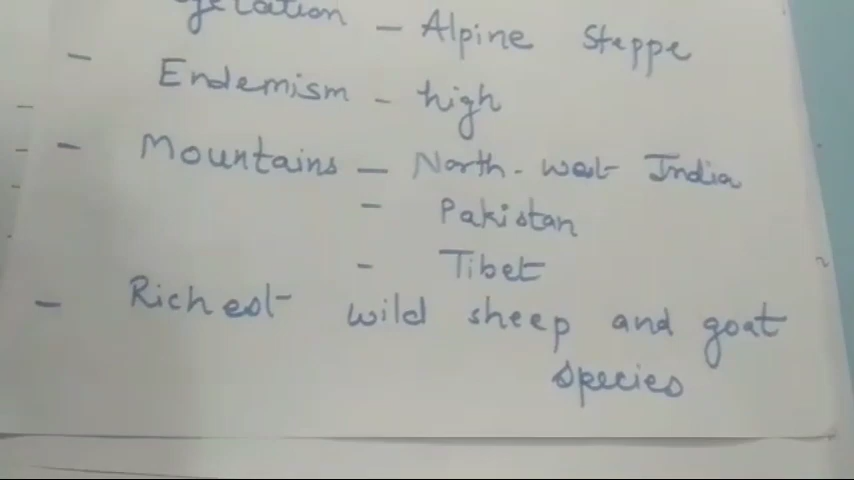 – Alpine Steppe
– Endemism – high
– Mountains – North-west India
– Pakistan
– Tibet
– Richest wild sheep and goat
species